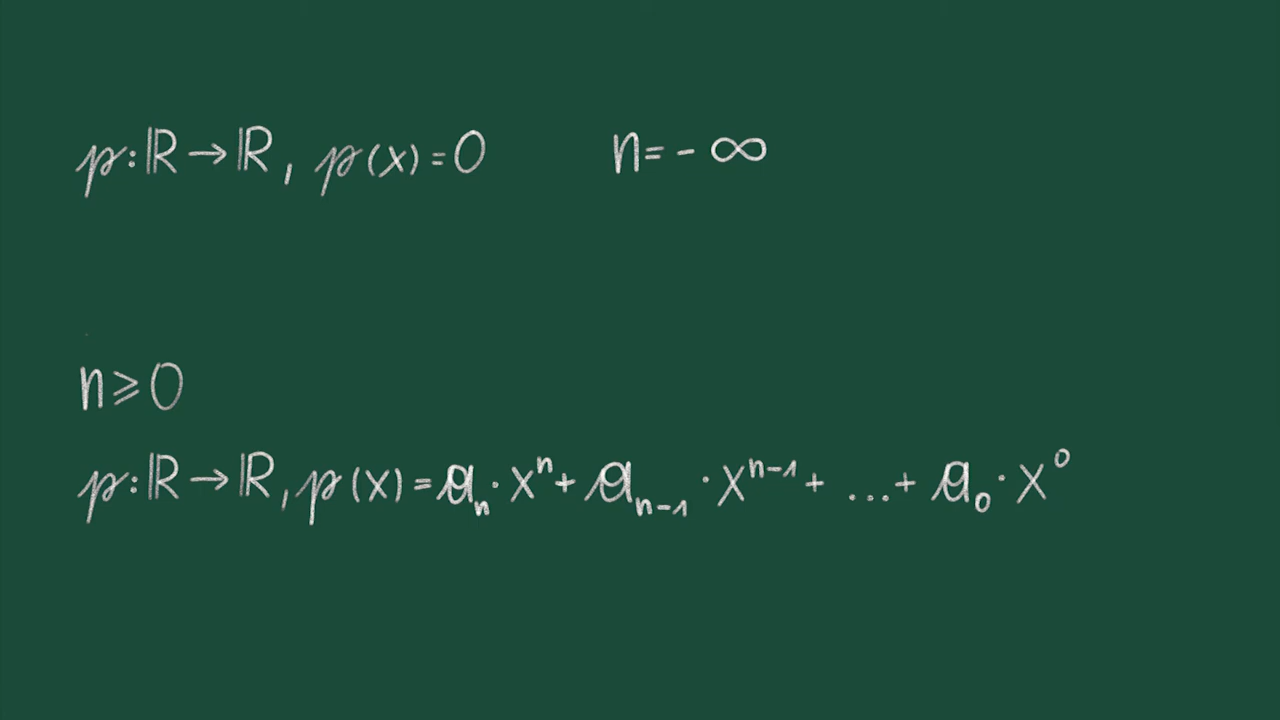 p: ℝ → ℝ, p(x) = 0 n = - ∞
n ⩾ 0
p: ℝ → ℝ, p(x) = aₙ · xⁿ + aₙ₋₁ · xⁿ⁻¹ + ... + a₀ · x⁰